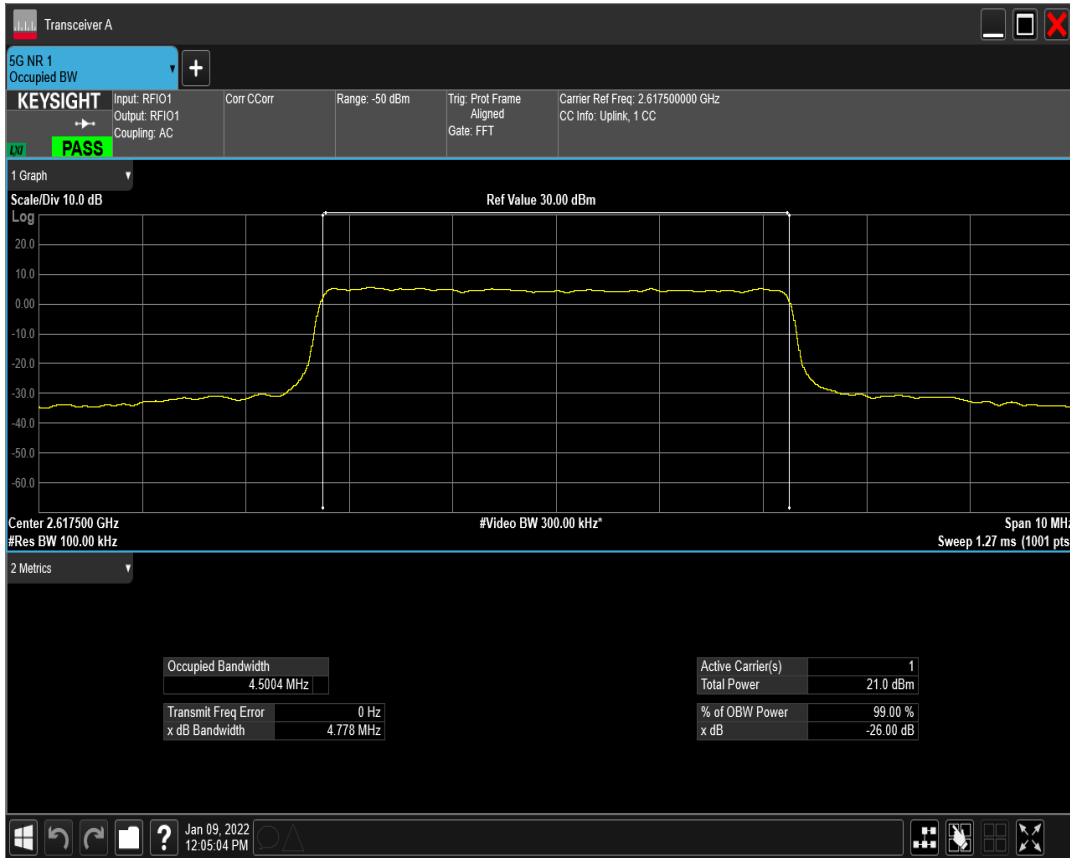 Transceiver A
5G NR 1
Occupied BW
+
KEYSIGHT
Input: RFIO1
Output: RFIO1
Coupling: AC
Corr CCorr
Range: -50 dBm
Trig: Prot Frame
Aligned
Gate: FFT
Carrier Ref Freq: 2.617500000 GHz
CC Info: Uplink, 1 CC
LXI
PASS
1 Graph
Scale/Div 10.0 dB
Ref Value 30.00 dBm
Log
20.0
10.0
0.00
-10.0
-20.0
-30.0
-40.0
-50.0
-60.0
Center 2.617500 GHz
#Video BW 300.00 kHz*
Span 10 MHz
#Res BW 100.00 kHz
Sweep 1.27 ms (1001 pts
2 Metrics
Occupied Bandwidth
4.5004 MHz
Transmit Freq Error 0 Hz
x dB Bandwidth 4.778 MHz
Active Carrier(s) 1
Total Power 21.0 dBm
% of OBW Power 99.00 %
x dB -26.00 dB
?
Jan 09, 2022
12:05:04 PM